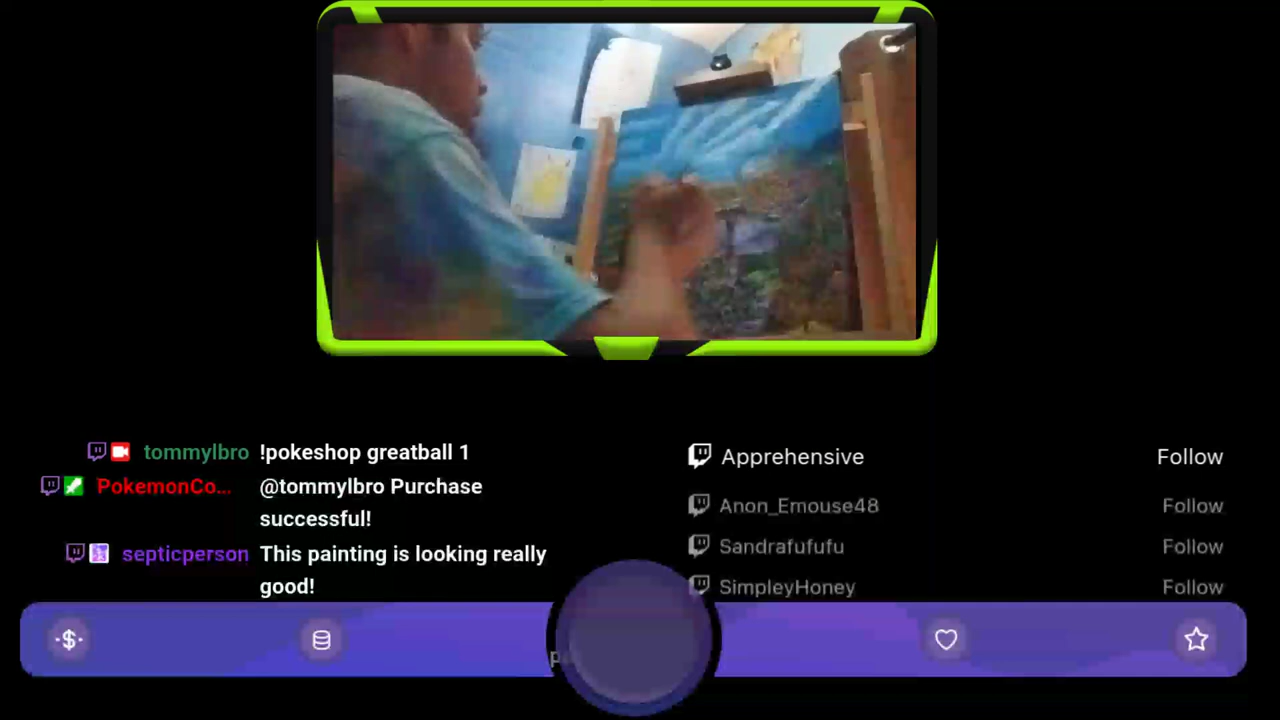 tommylbro !pokeshop greatball 1
PokemonCo... @tommylbro Purchase
successful!
septicperson This painting is looking really
good!
Apprehensive Follow
Anon_Emouse48 Follow
Sandrafufufu Follow
SimpleyHoney Follow